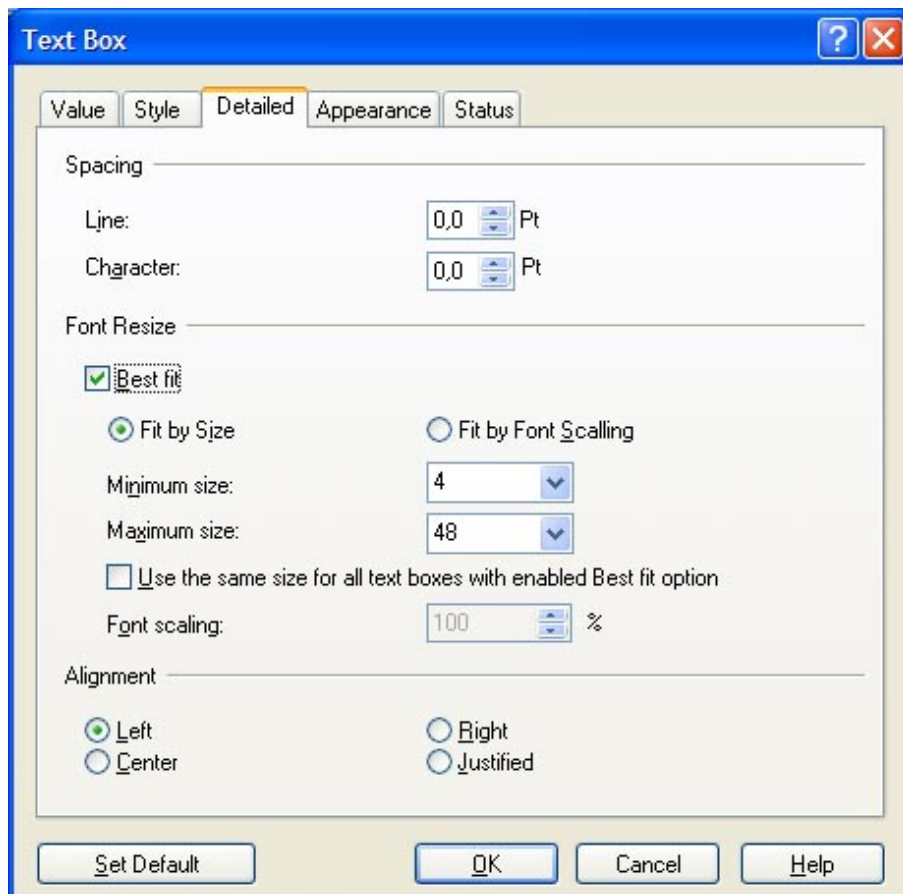 Text Box
Value Style Detailed Appearance Status
Spacing
Line: 0,0 Pt
Character: 0,0 Pt
Font Resize
Best fit
Fit by Size Fit by Font Scalling
Minimum size: 4
Maximum size: 48
Use the same size for all text boxes with enabled Best fit option
Font scaling: 100 %
Alignment
Left Right
Center Justified
Set Default OK Cancel Help